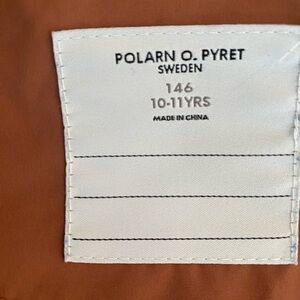 POLARN O. PYRET
SWEDEN
146
10-11YRS
MADE IN CHINA